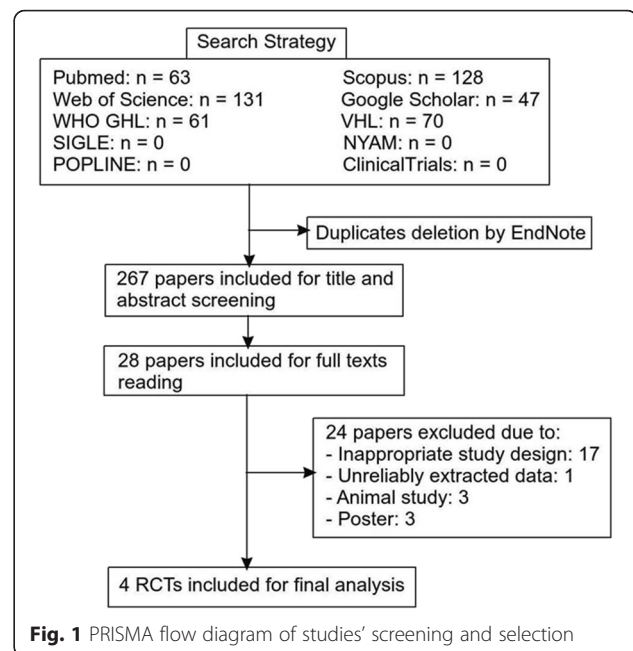 Search Strategy
Pubmed: n = 63
Web of Science: n = 131
WHO GHL: n = 61
SIGLE: n = 0
POPLINE: n = 0
Scopus: n = 128
Google Scholar: n = 47
VHL: n = 70
NYAM: n = 0
ClinicalTrials: n = 0
Duplicates deletion by EndNote
267 papers included for title and
abstract screening
28 papers included for full texts
reading
24 papers excluded due to:
- Inappropriate study design: 17
- Unreliably extracted data: 1
- Animal study: 3
- Poster: 3
4 RCTs included for final analysis
Fig. 1 PRISMA flow diagram of studies’ screening and selection